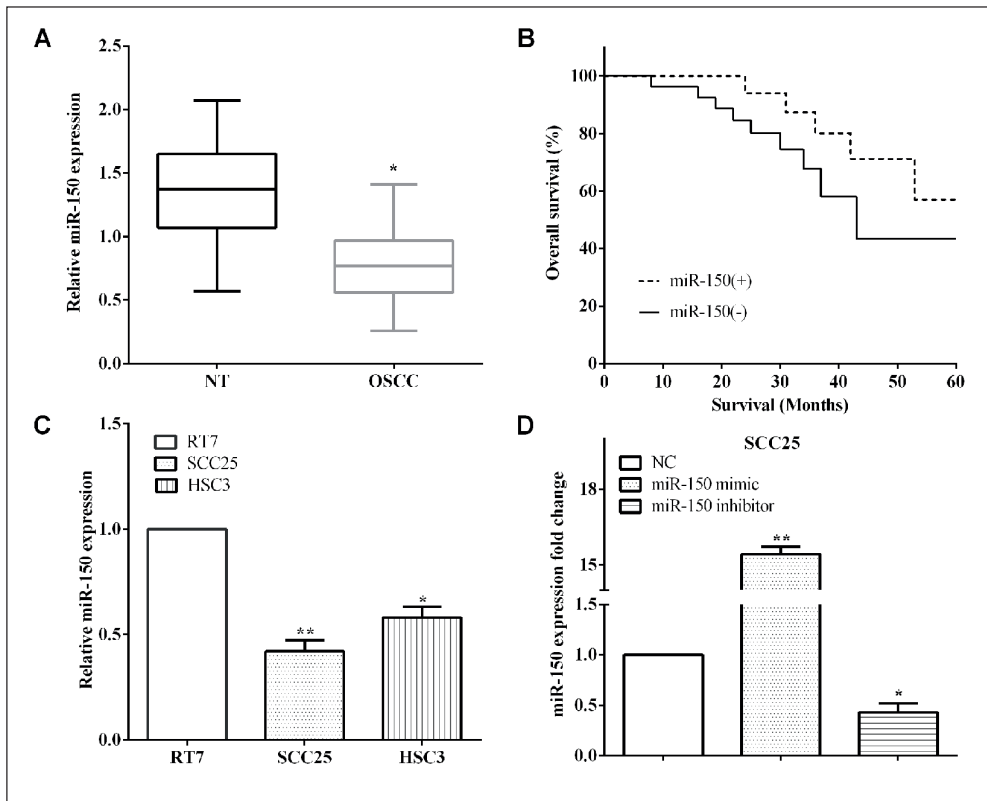 A
Relative miR-150 expression
2.5
2.0
1.5
1.0
0.5
0.0
*
NT
OSCC
B
Overall survival (%)
100
80
60
40
20
0
miR-150(+)
miR-150(-)
0
10
20
30
40
50
60
Survival (Months)
C
Relative miR-150 expression
1.5
1.0
0.5
0.0
RT7
SCC25
HSC3
**
*
RT7
SCC25
HSC3
D
SCC25
miR-150 expression fold change
18
15
1.5
1.0
0.5
0.0
NC
miR-150 mimic
miR-150 inhibitor
**
*